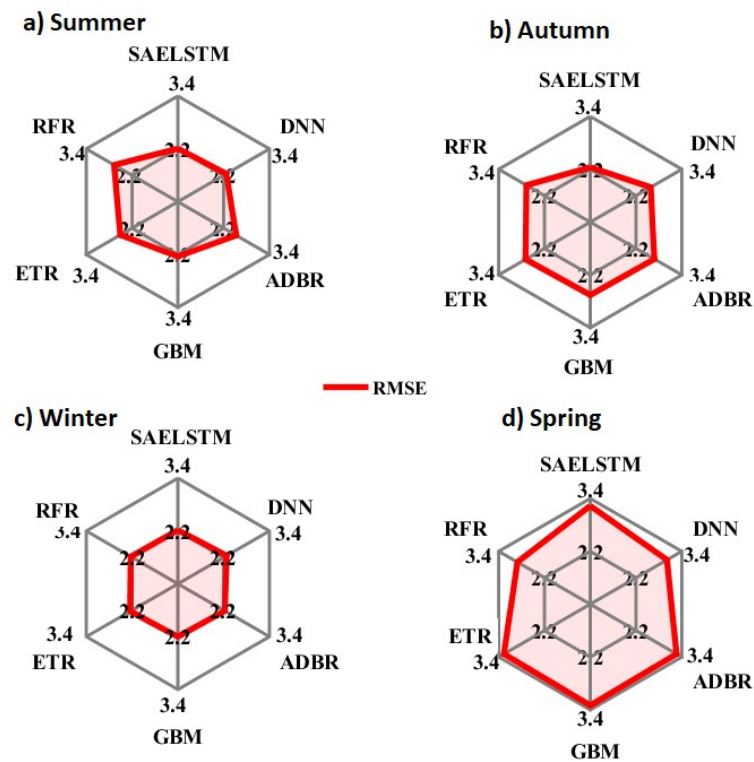 a) Summer
SAELSTM
3.4
RFR
DNN
3.4
3.4
2.2
2.2
2.2
2.2
2.2
2.2
ETR
3.4
3.4
ADBR
3.4
GBM
b) Autumn
SAELSTM
3.4
RFR
DNN
3.4
3.4
2.2
2.2
2.2
2.2
2.2
2.2
3.4
3.4
ETR
ADBR
3.4
GBM
RMSE
c) Winter
SAELSTM
3.4
RFR
DNN
3.4
3.4
2.2
2.2
2.2
2.2
2.2
2.2
3.4
3.4
ETR
ADBR
3.4
GBM
d) Spring
SAELSTM
3.4
RFR
DNN
3.4
3.4
2.2
2.2
2.2
2.2
2.2
2.2
ETR
3.4
3.4
ADBR
3.4
GBM